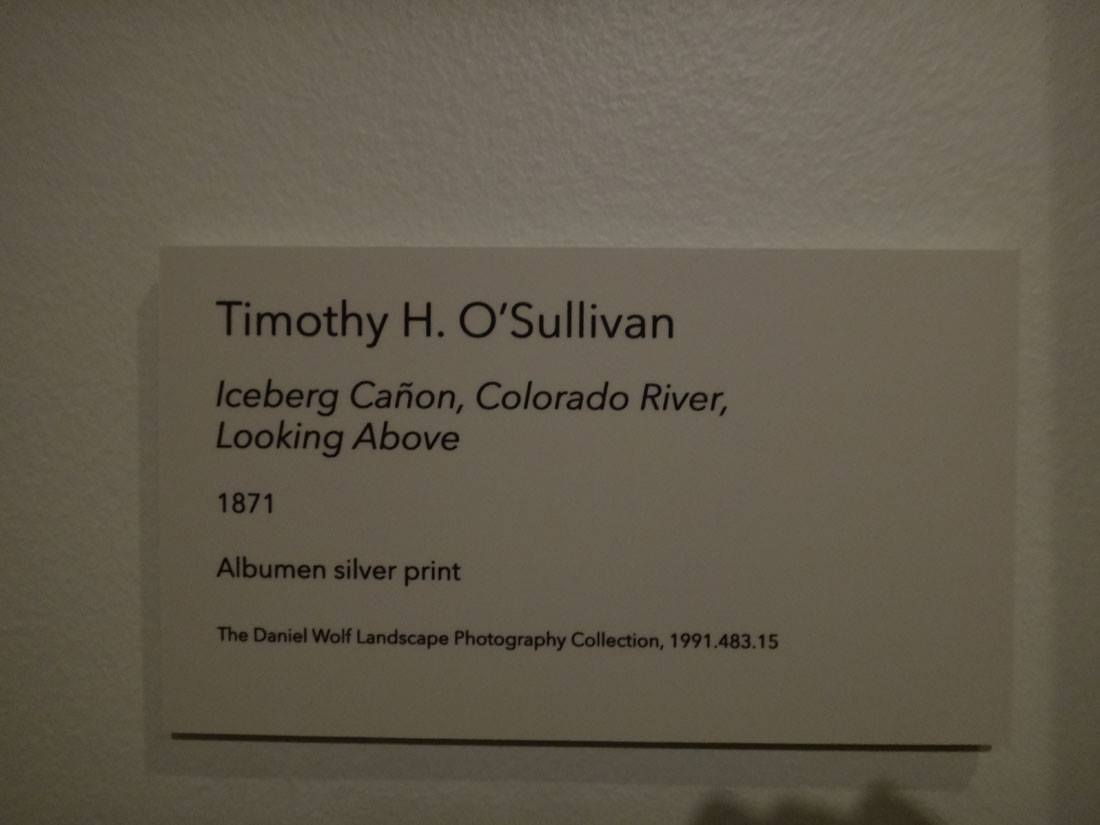 Timothy H. O’Sullivan
Iceberg Cañon, Colorado River,
Looking Above
1871
Albumen silver print
The Daniel Wolf Landscape Photography Collection, 1991.483.15